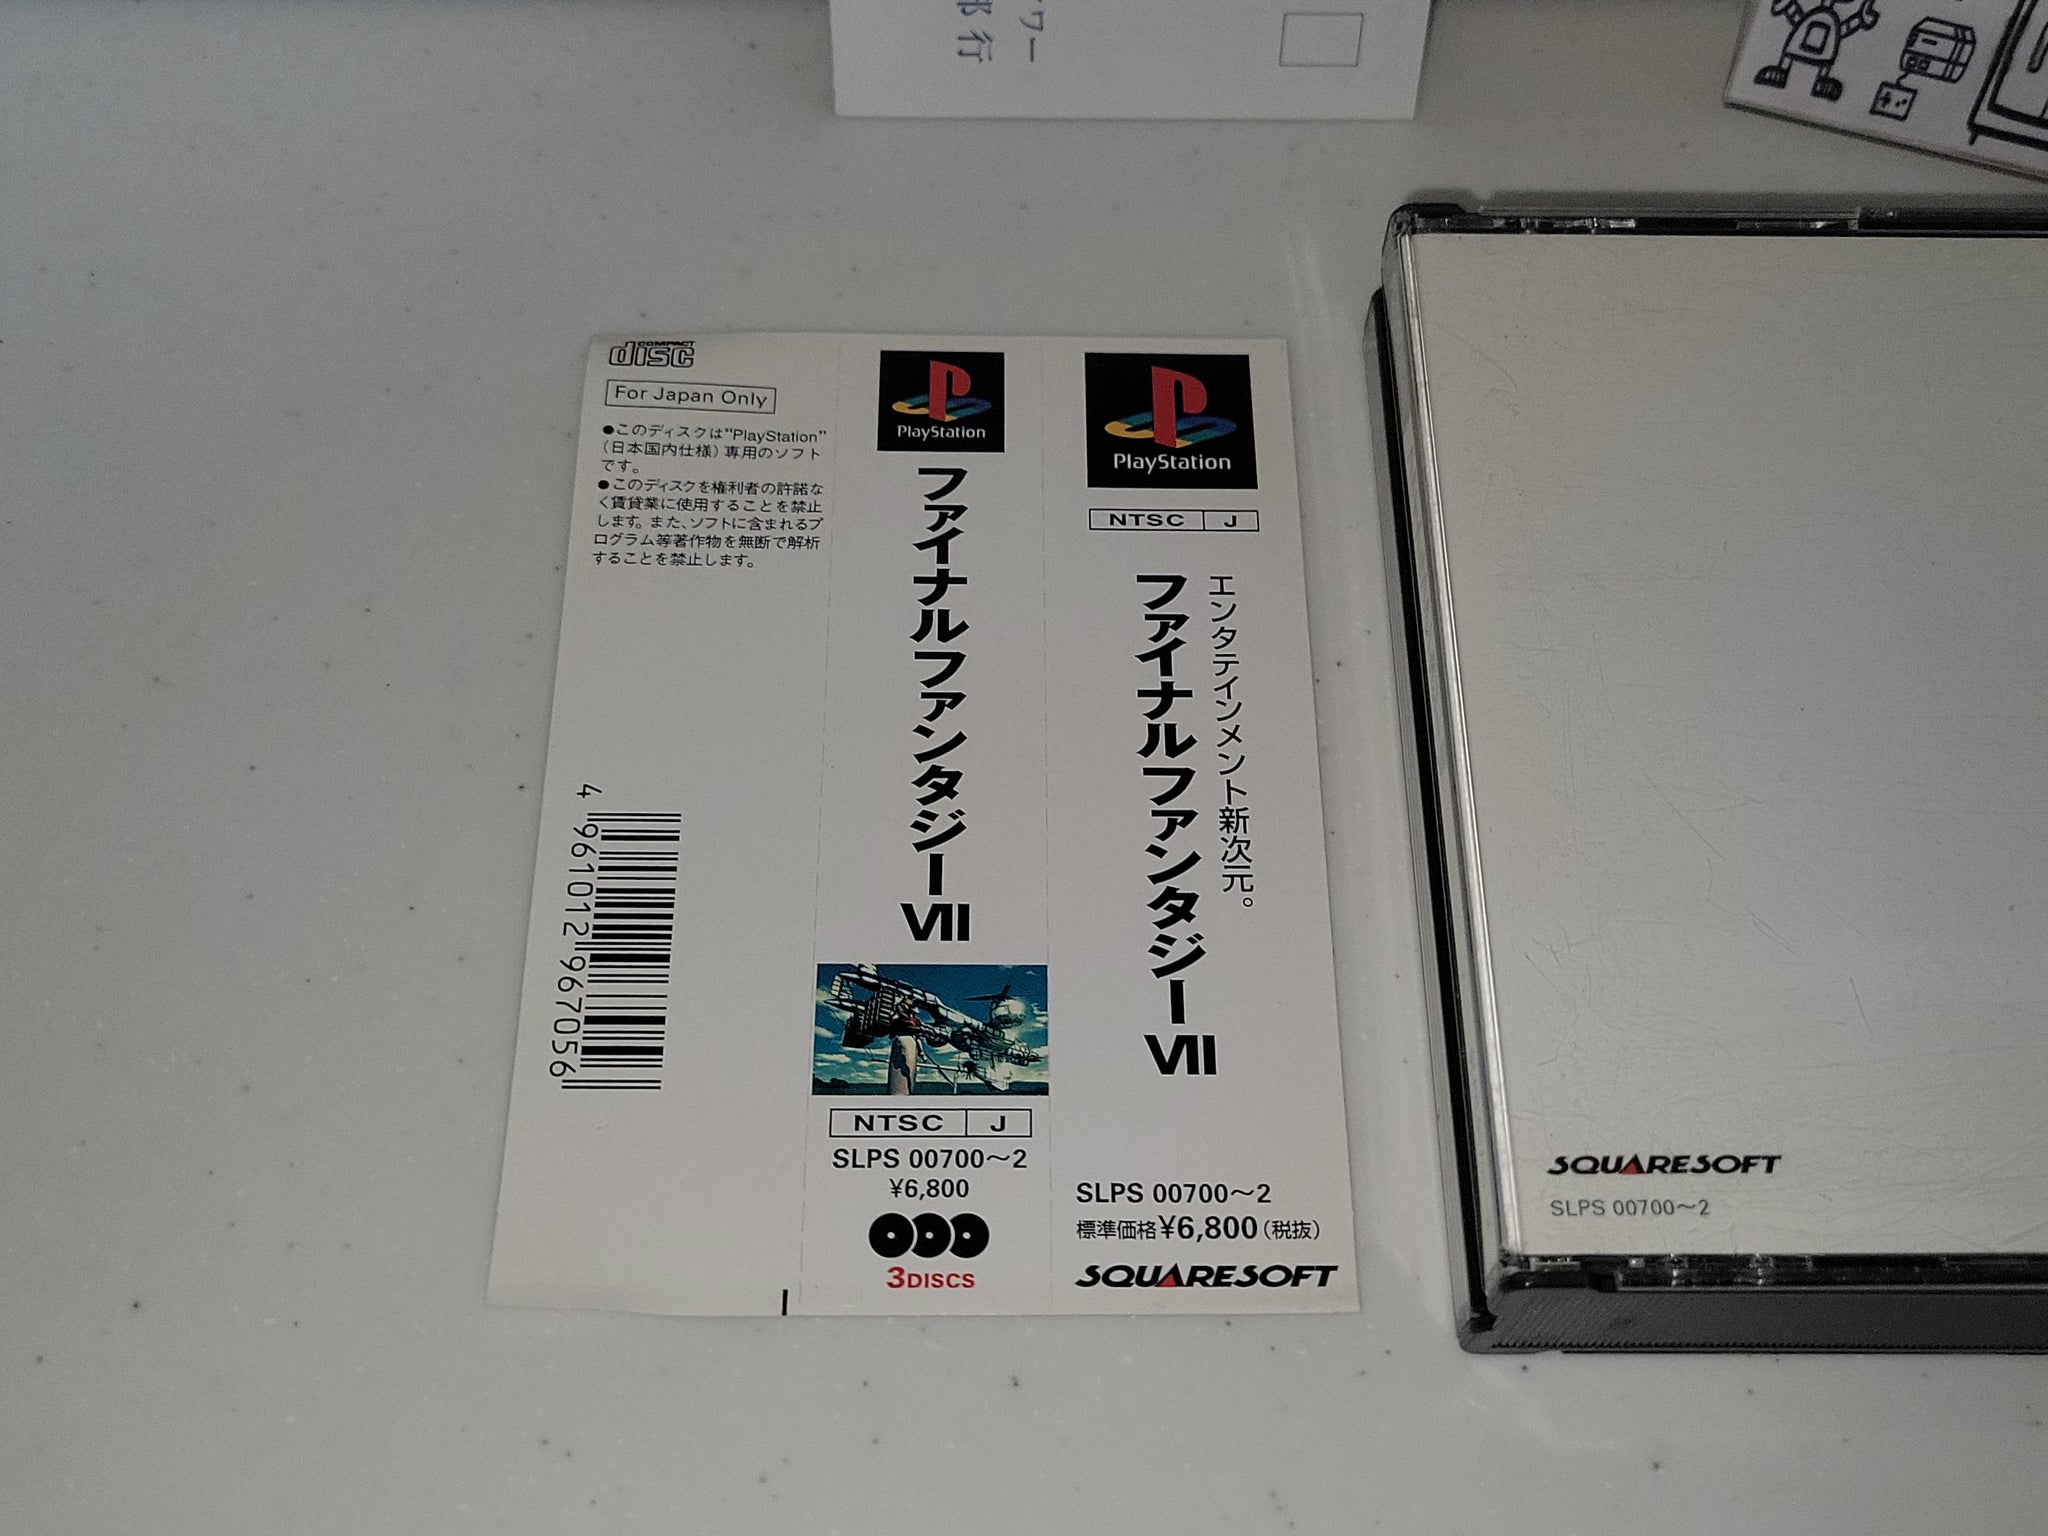 ワー
行
COMPACT
disc
For Japan Only
●このディスクは"PlayStation"
（日本国内仕様）専用のソフト
です。
●このディスクを権利者の許諾な
く賃貸業に使用することを禁止
します。また、ソフトに含まれるプ
ログラム等著作物を無断で解析
することを禁止します。
4 961012 967056
PlayStation
ファイナルファンタジーVII
NTSC J
SLPS 00700〜2
¥6,800
3DISCS
PlayStation
NTSC J
エンタテインメント新次元。
ファイナルファンタジーVII
SLPS 00700〜2
標準価格¥6,800（税抜）
SQUARESOFT
SQUARESOFT
SLPS 00700〜2